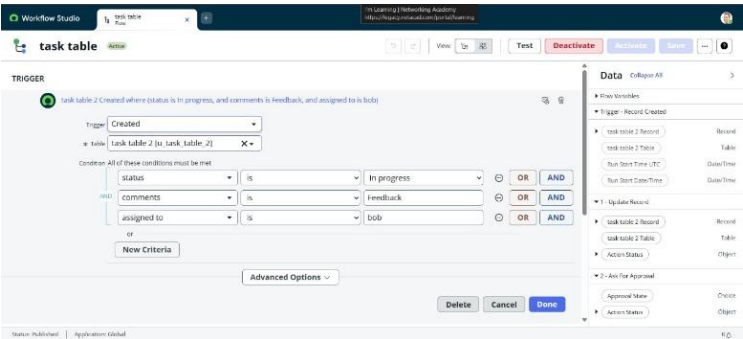 I'm Learning | Networking Academy
https://legacy.netacad.com/portal/learning
Workflow Studio
task table
Flow
task table Active
View:
Test
Deactivate
Activate
Save
TRIGGER
task table 2 Created where (status is In progress, and comments is Feedback, and assigned to is bob)
Trigger Created
* Table task table 2 [u_task_table_2]
Condition All of these conditions must be met
status is In progress OR AND
AND comments is Feedback OR AND
assigned to is bob OR AND
or
New Criteria
Advanced Options
Delete Cancel Done
Data Collapse All
Flow Variables
Trigger - Record Created
task table 2 Record Record
task table 2 Table Table
Run Start Time UTC Date/Time
Run Start Date/Time Date/Time
1 - Update Record
task table 2 Record Record
task table 2 Table Table
Action Status Object
2 - Ask For Approval
Approval State Choice
Action Status Object
Status: Published | Application: Global